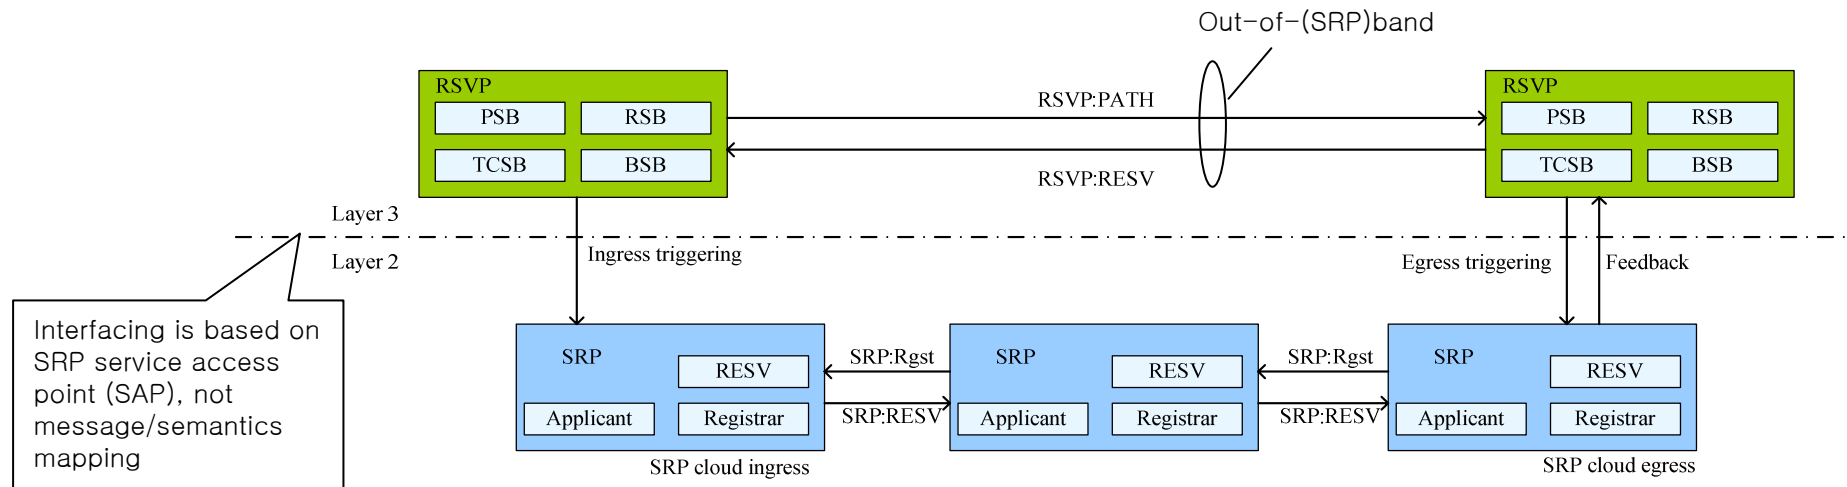 Out-of-(SRP)band
RSVP
PSB
RSB
TCSB
BSB
RSVP:PATH
RSVP:RESV
RSVP
PSB
RSB
TCSB
BSB
Layer 3
Layer 2
Ingress triggering
Egress triggering
Feedback
Interfacing is based on
SRP service access
point (SAP), not
message/semantics
mapping
SRP
RESV
Applicant
Registrar
SRP:Rgst
SRP:RESV
SRP
RESV
Applicant
Registrar
SRP:Rgst
SRP:RESV
SRP
RESV
Applicant
Registrar
SRP cloud ingress
SRP cloud egress